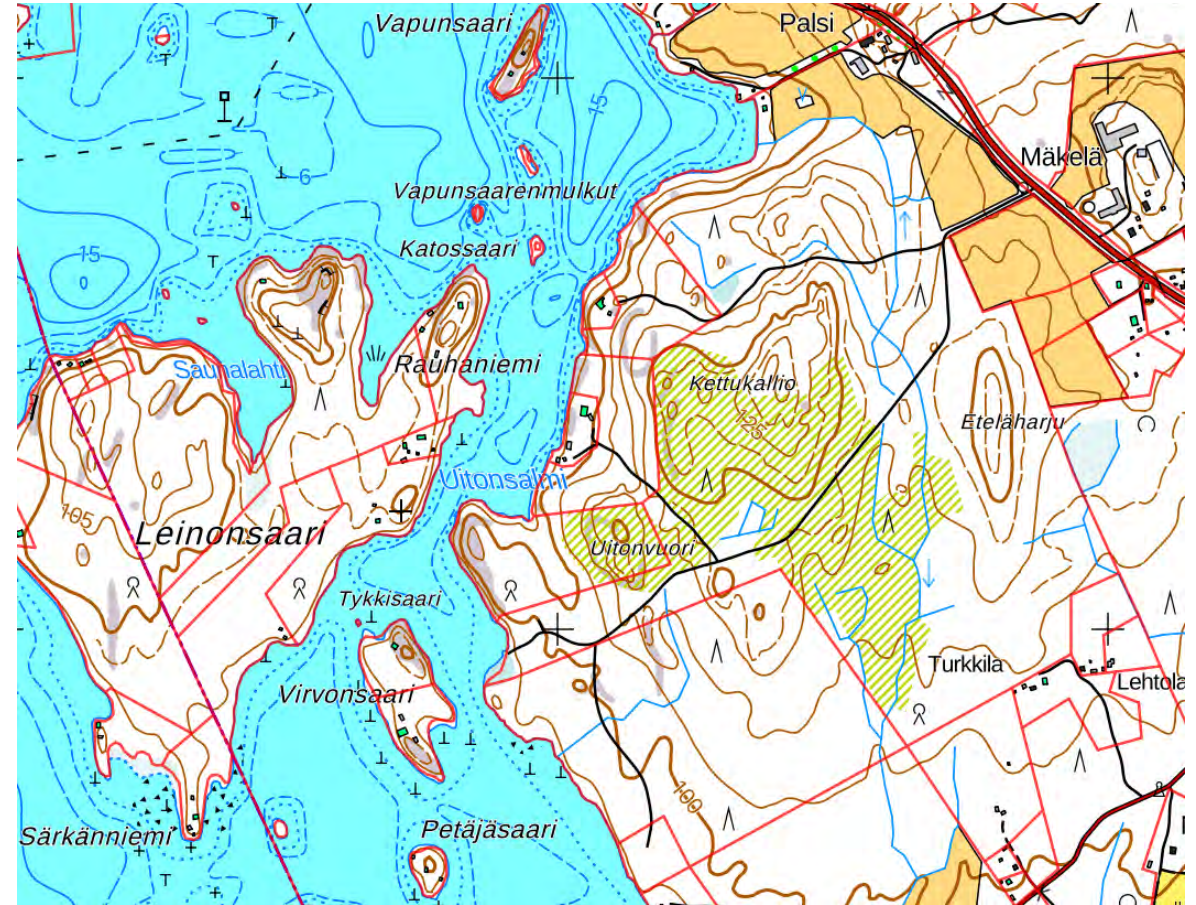 Vapunsaari
Palsi
15
Mäkelä
6
Vapunsaarenmulkut
Katossaari
15
Rauhaniemi
Saunalahti
Kettukallio
125
Eteläharju
Uitonsalmi
105
Leinonsaari
Uitonvuori
Tykkisaari
Virvonsaari
Turkkila
Lehtola
100
Särkänniemi
Petäjäsaari